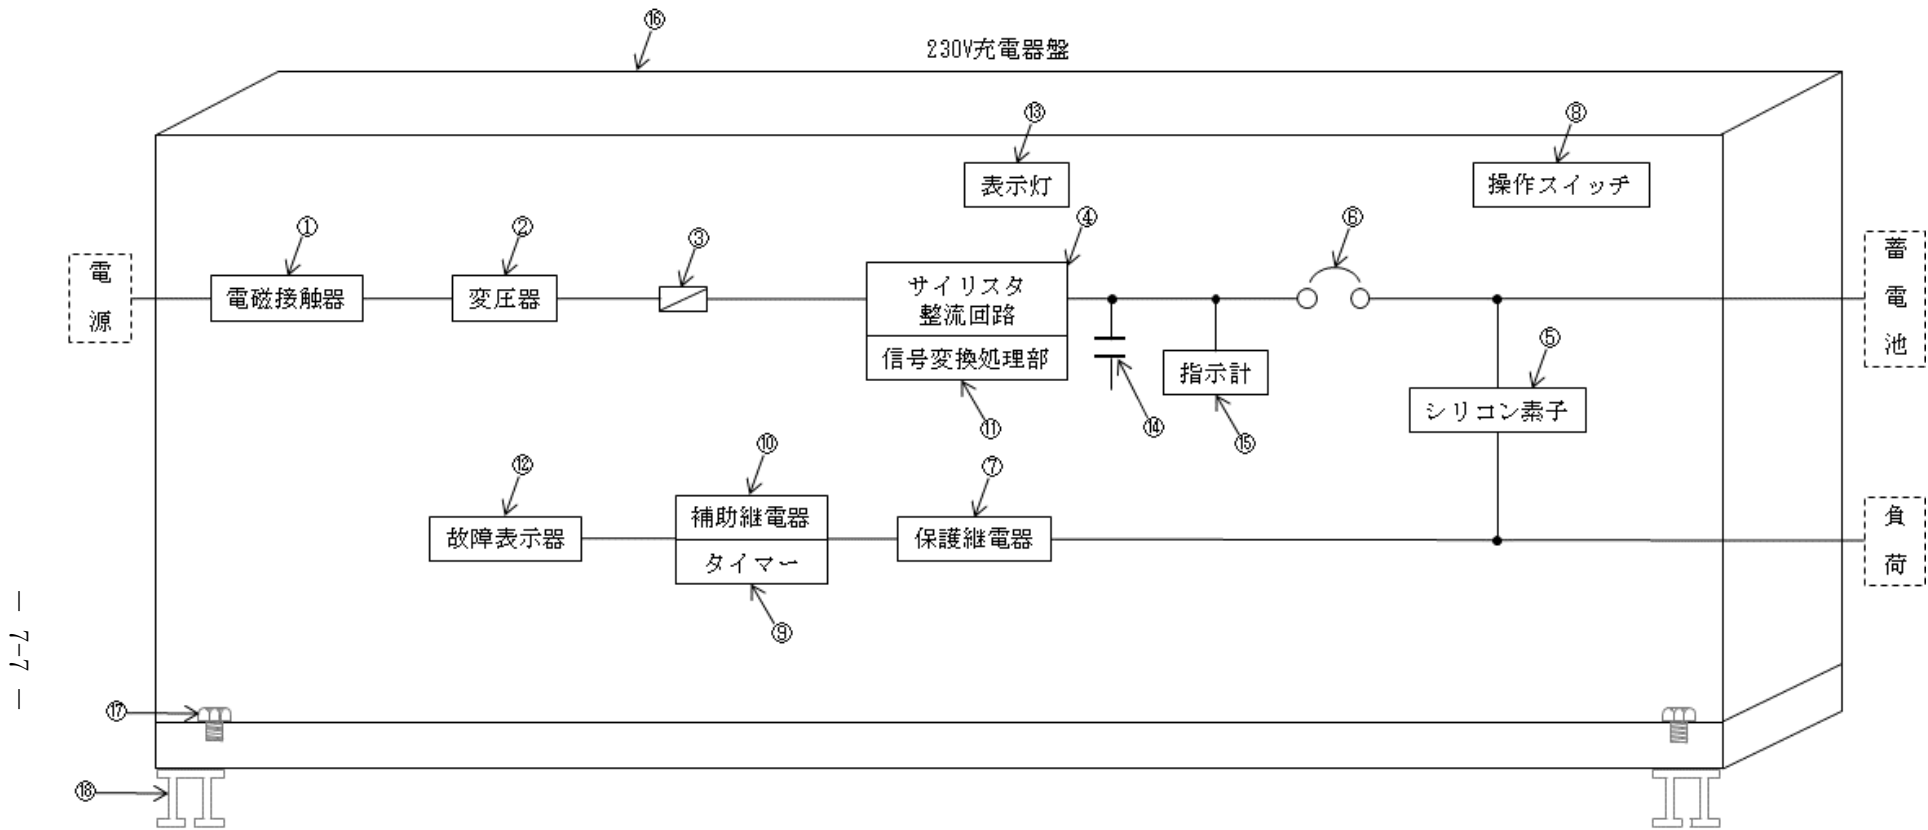 ⑯
230V充電器盤
⑬
⑧
表示灯
操作スイッチ
①
②
③
④
⑥
電源
電磁接触器
変圧器
サイリスタ
整流回路
信号変換処理部
蓄電池
指示計
⑤
シリコン素子
⑪
⑭
⑮
⑫
⑩
⑦
故障表示器
補助継電器
タイマー
保護継電器
負荷
⑨
― 7-7 ―
⑰
⑱